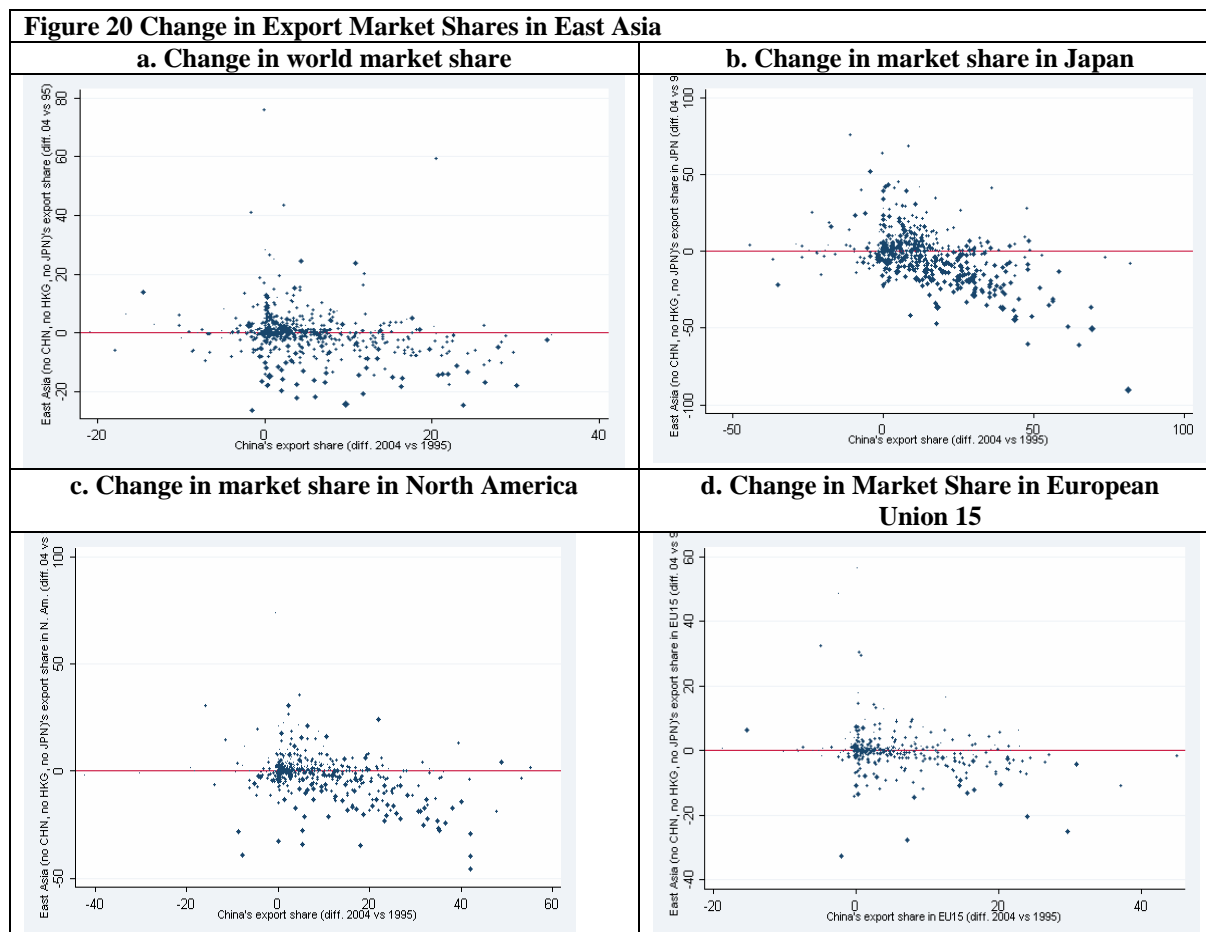 Figure 20 Change in Export Market Shares in East Asia
a. Change in world market share
b. Change in market share in Japan
East Asia (no CHN, no HKG, no JPN)'s export share (diff. 04 vs 95)
80
60
40
20
0
-20
-20
0
20
40
China's export share (diff. 2004 vs 1995)
East Asia (no CHN, no HKG, no JPN)'s export share in JPN (diff. 04 vs 9
100
50
0
-50
-100
-50
0
50
100
China's export share (diff. 2004 vs 1995)
c. Change in market share in North America
d. Change in Market Share in European
Union 15
East Asia (no CHN, no HKG, no JPN)'s export share in N. Am. (diff. 04 vs 9
100
50
0
-50
-40
-20
0
20
40
60
China's export share (diff. 2004 vs 1995)
East Asia (no CHN, no HKG, no JPN)'s export share in EU15 (diff. 04 vs 9
60
40
20
0
-20
-40
-20
0
20
40
China's export share in EU15 (diff. 2004 vs 1995)